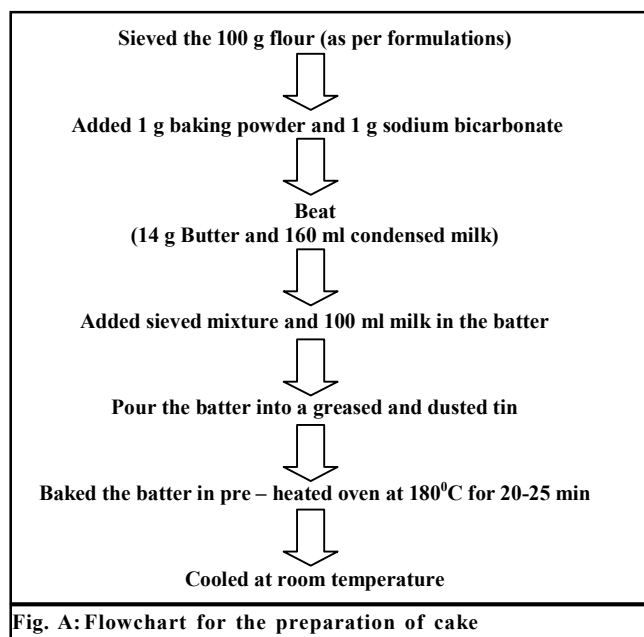 Sieved the 100 g flour (as per formulations)
Added 1 g baking powder and 1 g sodium bicarbonate
Beat
(14 g Butter and 160 ml condensed milk)
Added sieved mixture and 100 ml milk in the batter
Pour the batter into a greased and dusted tin
Baked the batter in pre – heated oven at 180⁰C for 20-25 min
Cooled at room temperature
Fig. A: Flowchart for the preparation of cake